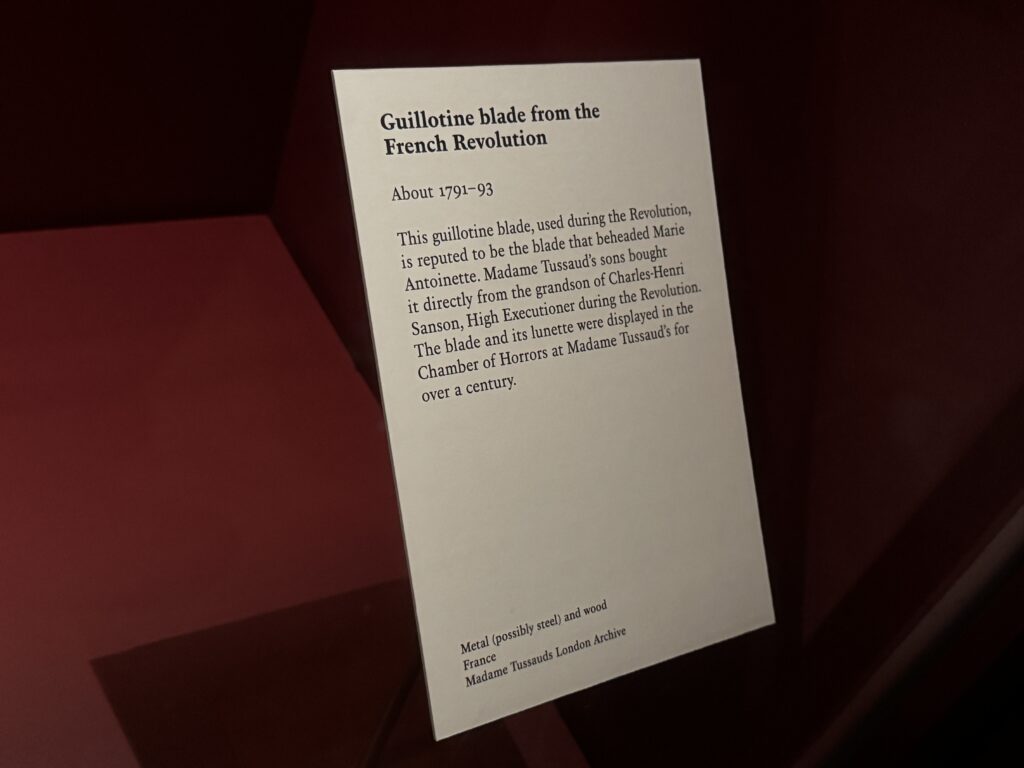 Guillotine blade from the
French Revolution
About 1791–93
This guillotine blade, used during the Revolution,
is reputed to be the blade that beheaded Marie
Antoinette. Madame Tussaud's sons bought
it directly from the grandson of Charles-Henri
Sanson, High Executioner during the Revolution.
The blade and its lunette were displayed in the
Chamber of Horrors at Madame Tussaud's for
over a century.
Metal (possibly steel) and wood
France
Madame Tussauds London Archive